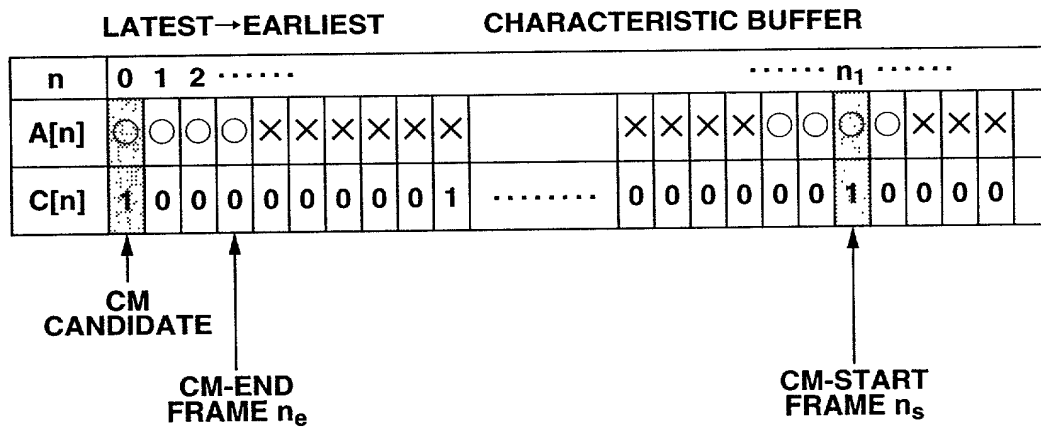 LATEST→EARLIEST CHARACTERISTIC BUFFER
n 0 1 2 ······ ······ n₁ ······
A[n] ○ ○ ○ ○ × × × × × × × × × × ○ ○ ○ ○ × × ×
C[n] 1 0 0 0 0 0 0 0 0 1 ········ 0 0 0 0 0 0 1 0 0 0 0
CM
CANDIDATE
CM-END
FRAME nₑ
CM-START
FRAME nₛ